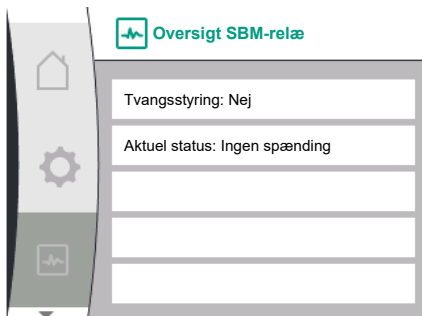 Oversigt SBM-relæ
Tvangsstyring: Nej
Aktuel status: Ingen spænding